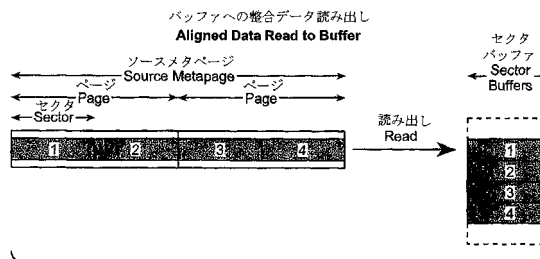 バッファへの整合データ読み出し
Aligned Data Read to Buffer
ソースメタページ
Source Metapage
ページ
Page
ページ
Page
セクタ
Sector
1 2 3 4
読み出し
Read
セクタ
バッファ
Sector
Buffers
1
2
3
4